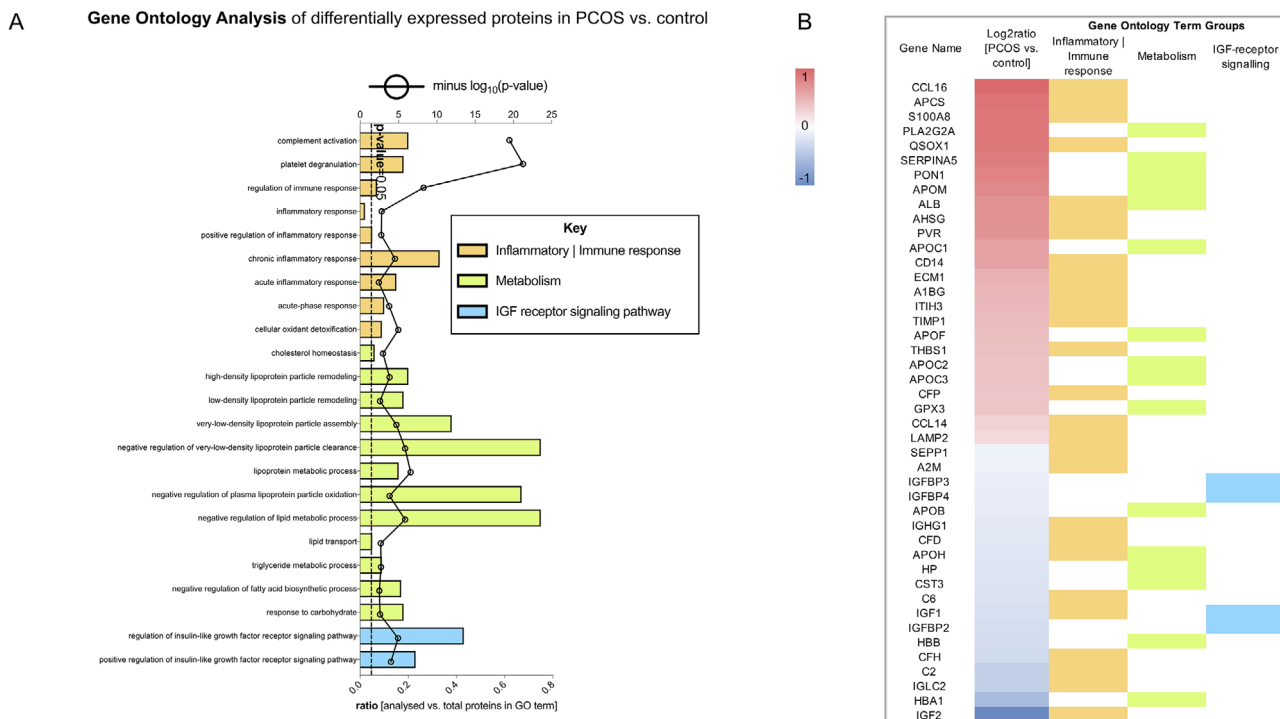 A
Gene Ontology Analysis of differentially expressed proteins in PCOS vs. control
minus log10(p-value)
0 5 10 15 20 25
p-value=0.05
complement activation
platelet degranulation
regulation of immune response
inflammatory response
positive regulation of inflammatory response
chronic inflammatory response
acute inflammatory response
acute-phase response
cellular oxidant detoxification
cholesterol homeostasis
high-density lipoprotein particle remodeling
low-density lipoprotein particle remodeling
very-low-density lipoprotein particle assembly
negative regulation of very-low-density lipoprotein particle clearance
lipoprotein metabolic process
negative regulation of plasma lipoprotein particle oxidation
negative regulation of lipid metabolic process
lipid transport
triglyceride metabolic process
negative regulation of fatty acid biosynthetic process
response to carbohydrate
regulation of insulin-like growth factor receptor signaling pathway
positive regulation of insulin-like growth factor receptor signaling pathway
0.0 0.2 0.4 0.6 0.8
ratio [analysed vs. total proteins in GO term]
Key
Inflammatory | Immune response
Metabolism
IGF receptor signaling pathway
B
1
0
-1
Gene Ontology Term Groups
Gene Name
Log2ratio
[PCOS vs.
control]
Inflammatory |
Immune
response
Metabolism
IGF-receptor
signalling
CCL16
APCS
S100A8
PLA2G2A
QSOX1
SERPINA5
PON1
APOM
ALB
AHSG
PVR
APOC1
CD14
ECM1
A1BG
ITIH3
TIMP1
APOF
THBS1
APOC2
APOC3
CFP
GPX3
CCL14
LAMP2
SEPP1
A2M
IGFBP3
IGFBP4
APOB
IGHG1
CFD
APOH
HP
CST3
C6
IGF1
IGFBP2
HBB
CFH
C2
IGLC2
HBA1
IGF2